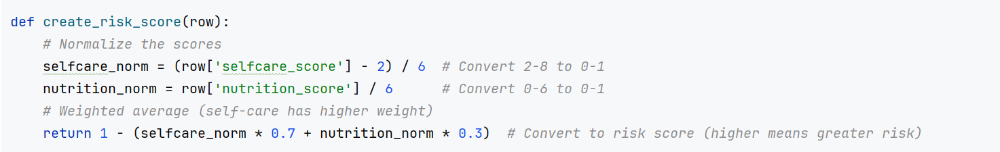 def create_risk_score(row):
    # Normalize the scores
    selfcare_norm = (row['selfcare_score'] - 2) / 6  # Convert 2-8 to 0-1
    nutrition_norm = row['nutrition_score'] / 6      # Convert 0-6 to 0-1
    # Weighted average (self-care has higher weight)
    return 1 - (selfcare_norm * 0.7 + nutrition_norm * 0.3)  # Convert to risk score (higher means greater risk)